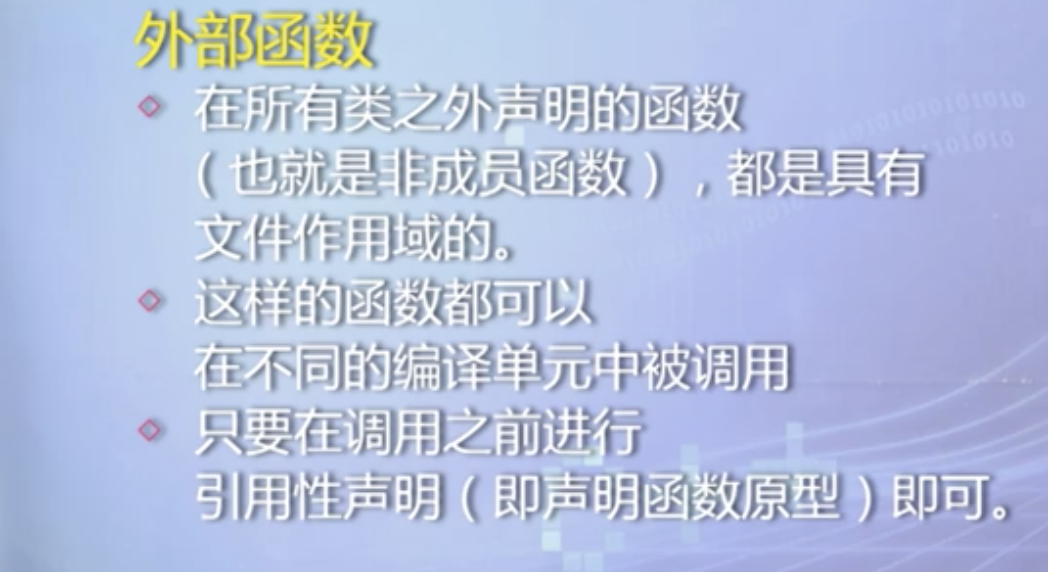 外部函数
在所有类之外声明的函数
(也就是非成员函数),都是具有
文件作用域的。
这样的函数都可以
在不同的编译单元中被调用
只要在调用之前进行
引用性声明(即声明函数原型)即可。